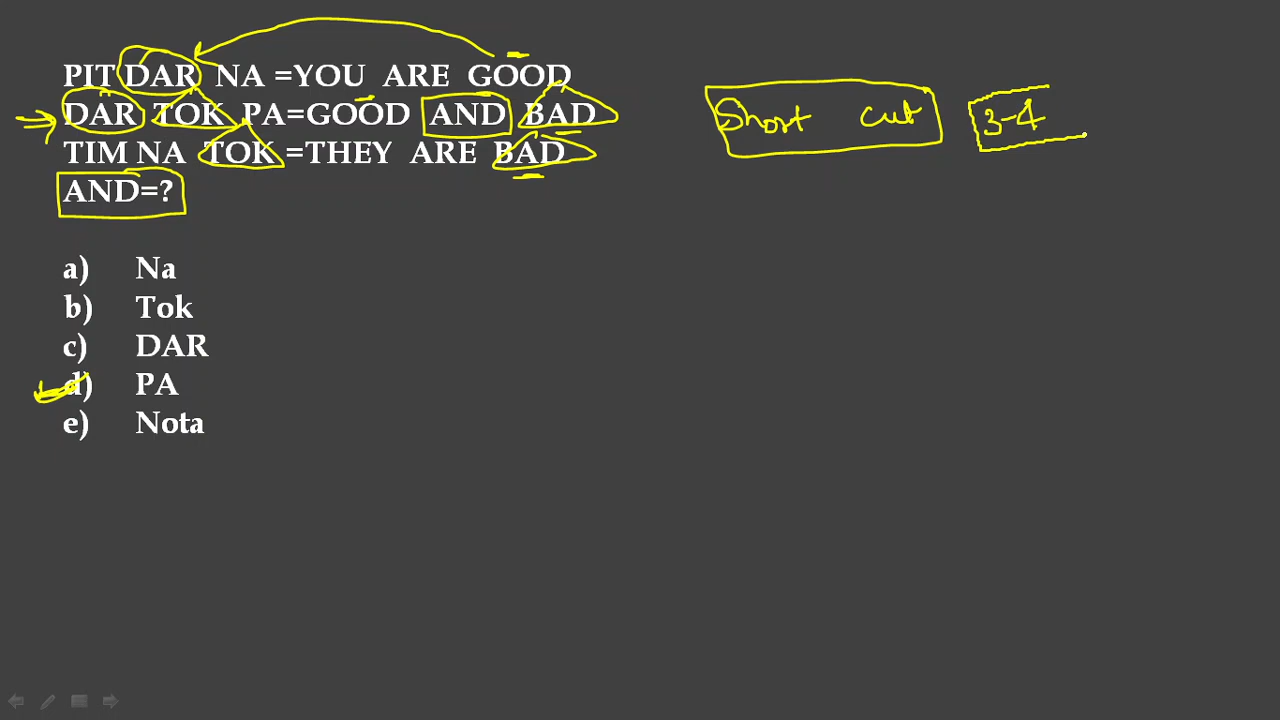 PIT DAR NA =YOU ARE GOOD
DAR TOK PA=GOOD AND BAD
TIM NA TOK =THEY ARE BAD
AND=?
Short cut 3-4
a) Na
b) Tok
c) DAR
d) PA
e) Nota